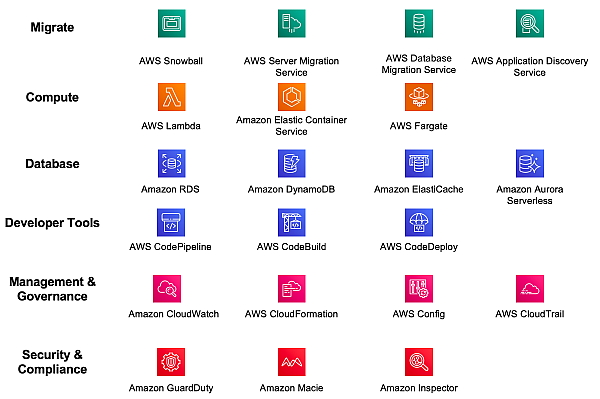 Migrate
AWS Snowball
AWS Server Migration
Service
AWS Database
Migration Service
AWS Application Discovery
Service
Compute
AWS Lambda
Amazon Elastic Container
Service
AWS Fargate
Database
Amazon RDS
Amazon DynamoDB
Amazon ElastiCache
Amazon Aurora
Serverless
Developer Tools
AWS CodePipeline
AWS CodeBuild
AWS CodeDeploy
Management &
Governance
Amazon CloudWatch
AWS CloudFormation
AWS Config
AWS CloudTrail
Security &
Compliance
Amazon GuardDuty
Amazon Macie
Amazon Inspector